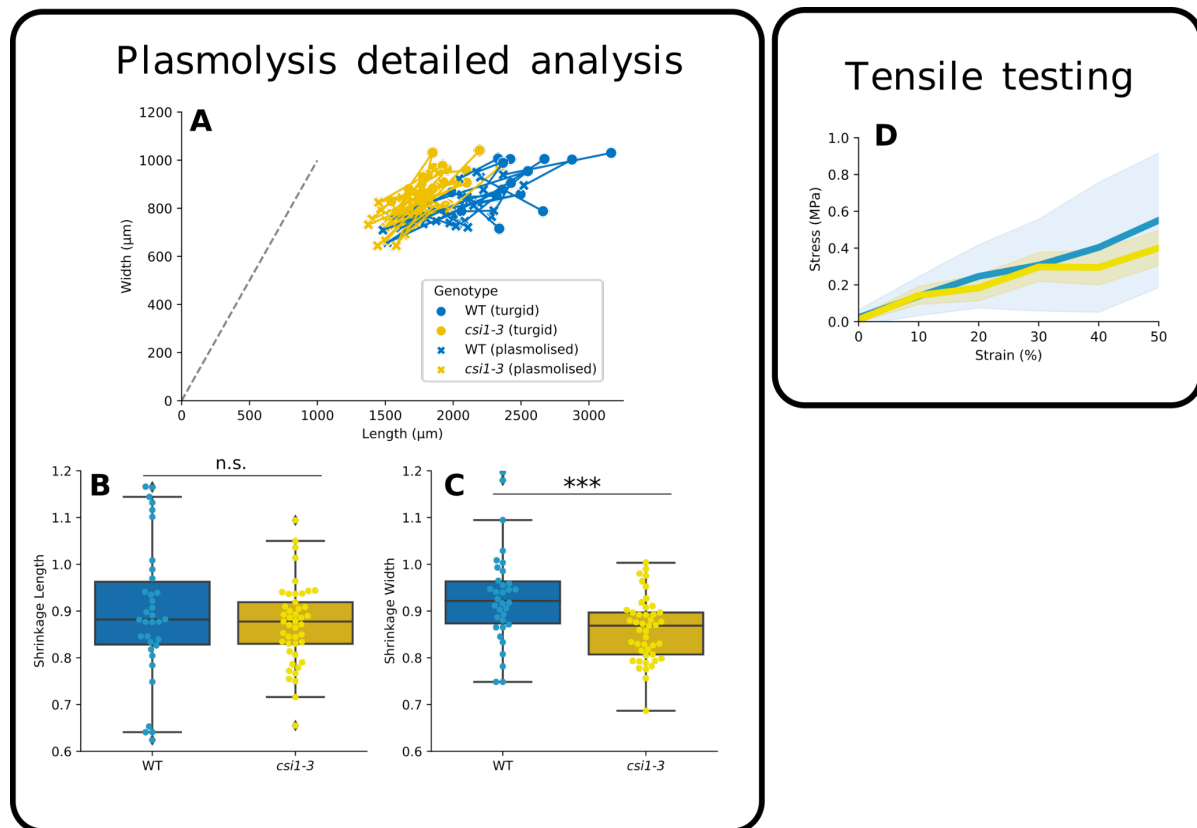 Plasmolysis detailed analysis
A
1200
1000
800
600
400
200
0
Width (µm)
0 500 1000 1500 2000 2500 3000
Length (µm)
Genotype
WT (turgid)
csi1-3 (turgid)
WT (plasmolised)
csi1-3 (plasmolised)
B
n.s.
1.2
1.1
1.0
0.9
0.8
0.7
0.6
Shrinkage Length
WT csi1-3
C
***
1.2
1.1
1.0
0.9
0.8
0.7
0.6
Shrinkage Width
WT csi1-3
Tensile testing
D
1.0
0.8
0.6
0.4
0.2
0.0
Stress (MPa)
0 10 20 30 40 50
Strain (%)